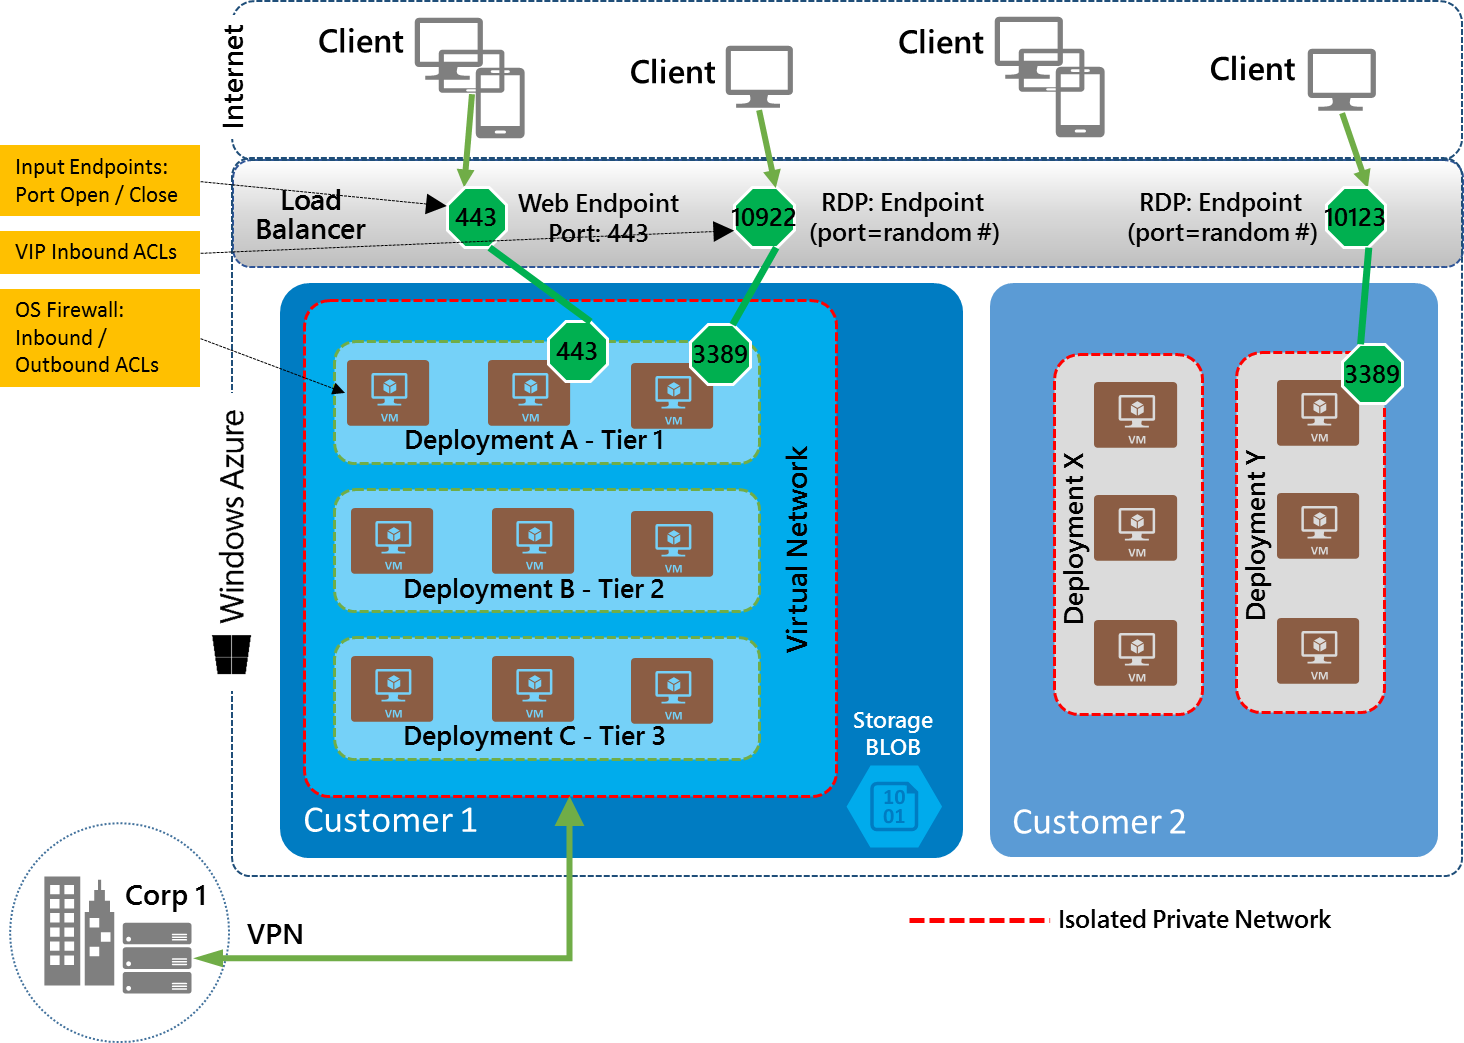 Internet
Client
Client
Client
Client
Input Endpoints:
Port Open / Close
VIP Inbound ACLs
OS Firewall:
Inbound /
Outbound ACLs
Load
Balancer
443
Web Endpoint
Port: 443
10922
RDP: Endpoint
(port=random #)
RDP: Endpoint
(port=random #)
10123
Windows Azure
443
3389
VM
VM
VM
Deployment A - Tier 1
VM
VM
VM
Deployment B - Tier 2
VM
VM
VM
Deployment C - Tier 3
Virtual Network
Storage
BLOB
10
01
Customer 1
3389
Deployment X
VM
VM
VM
Deployment Y
VM
VM
VM
Customer 2
Corp 1
VPN
Isolated Private Network